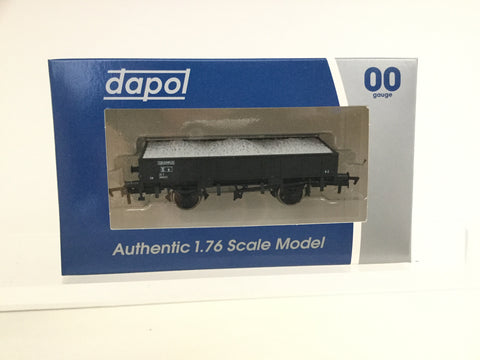 dapol
00
gauge
Authentic 1.76 Scale Model